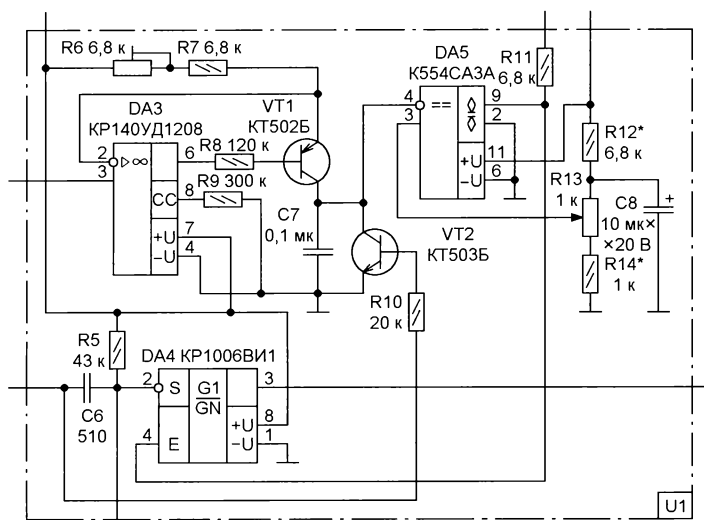 R6 6,8 к
R7 6,8 к
DA3
КР140УД1208
2
3
▷∞
6
CC
8
+U
7
−U
4
VT1
КТ502Б
R8 120 к
R9 300 к
C7
0,1 мк
VT2
КТ503Б
R10
20 к
DA5
К554СА3А
4
3
==
9
2
+U
11
−U
6
R11
6,8 к
R12*
6,8 к
R13
1 к
C8
+
10 мк×
×20 В
R14*
1 к
R5
43 к
C6
510
DA4 КР1006ВИ1
2
S
G1
GN
3
4
E
+U
8
−U
1
U1